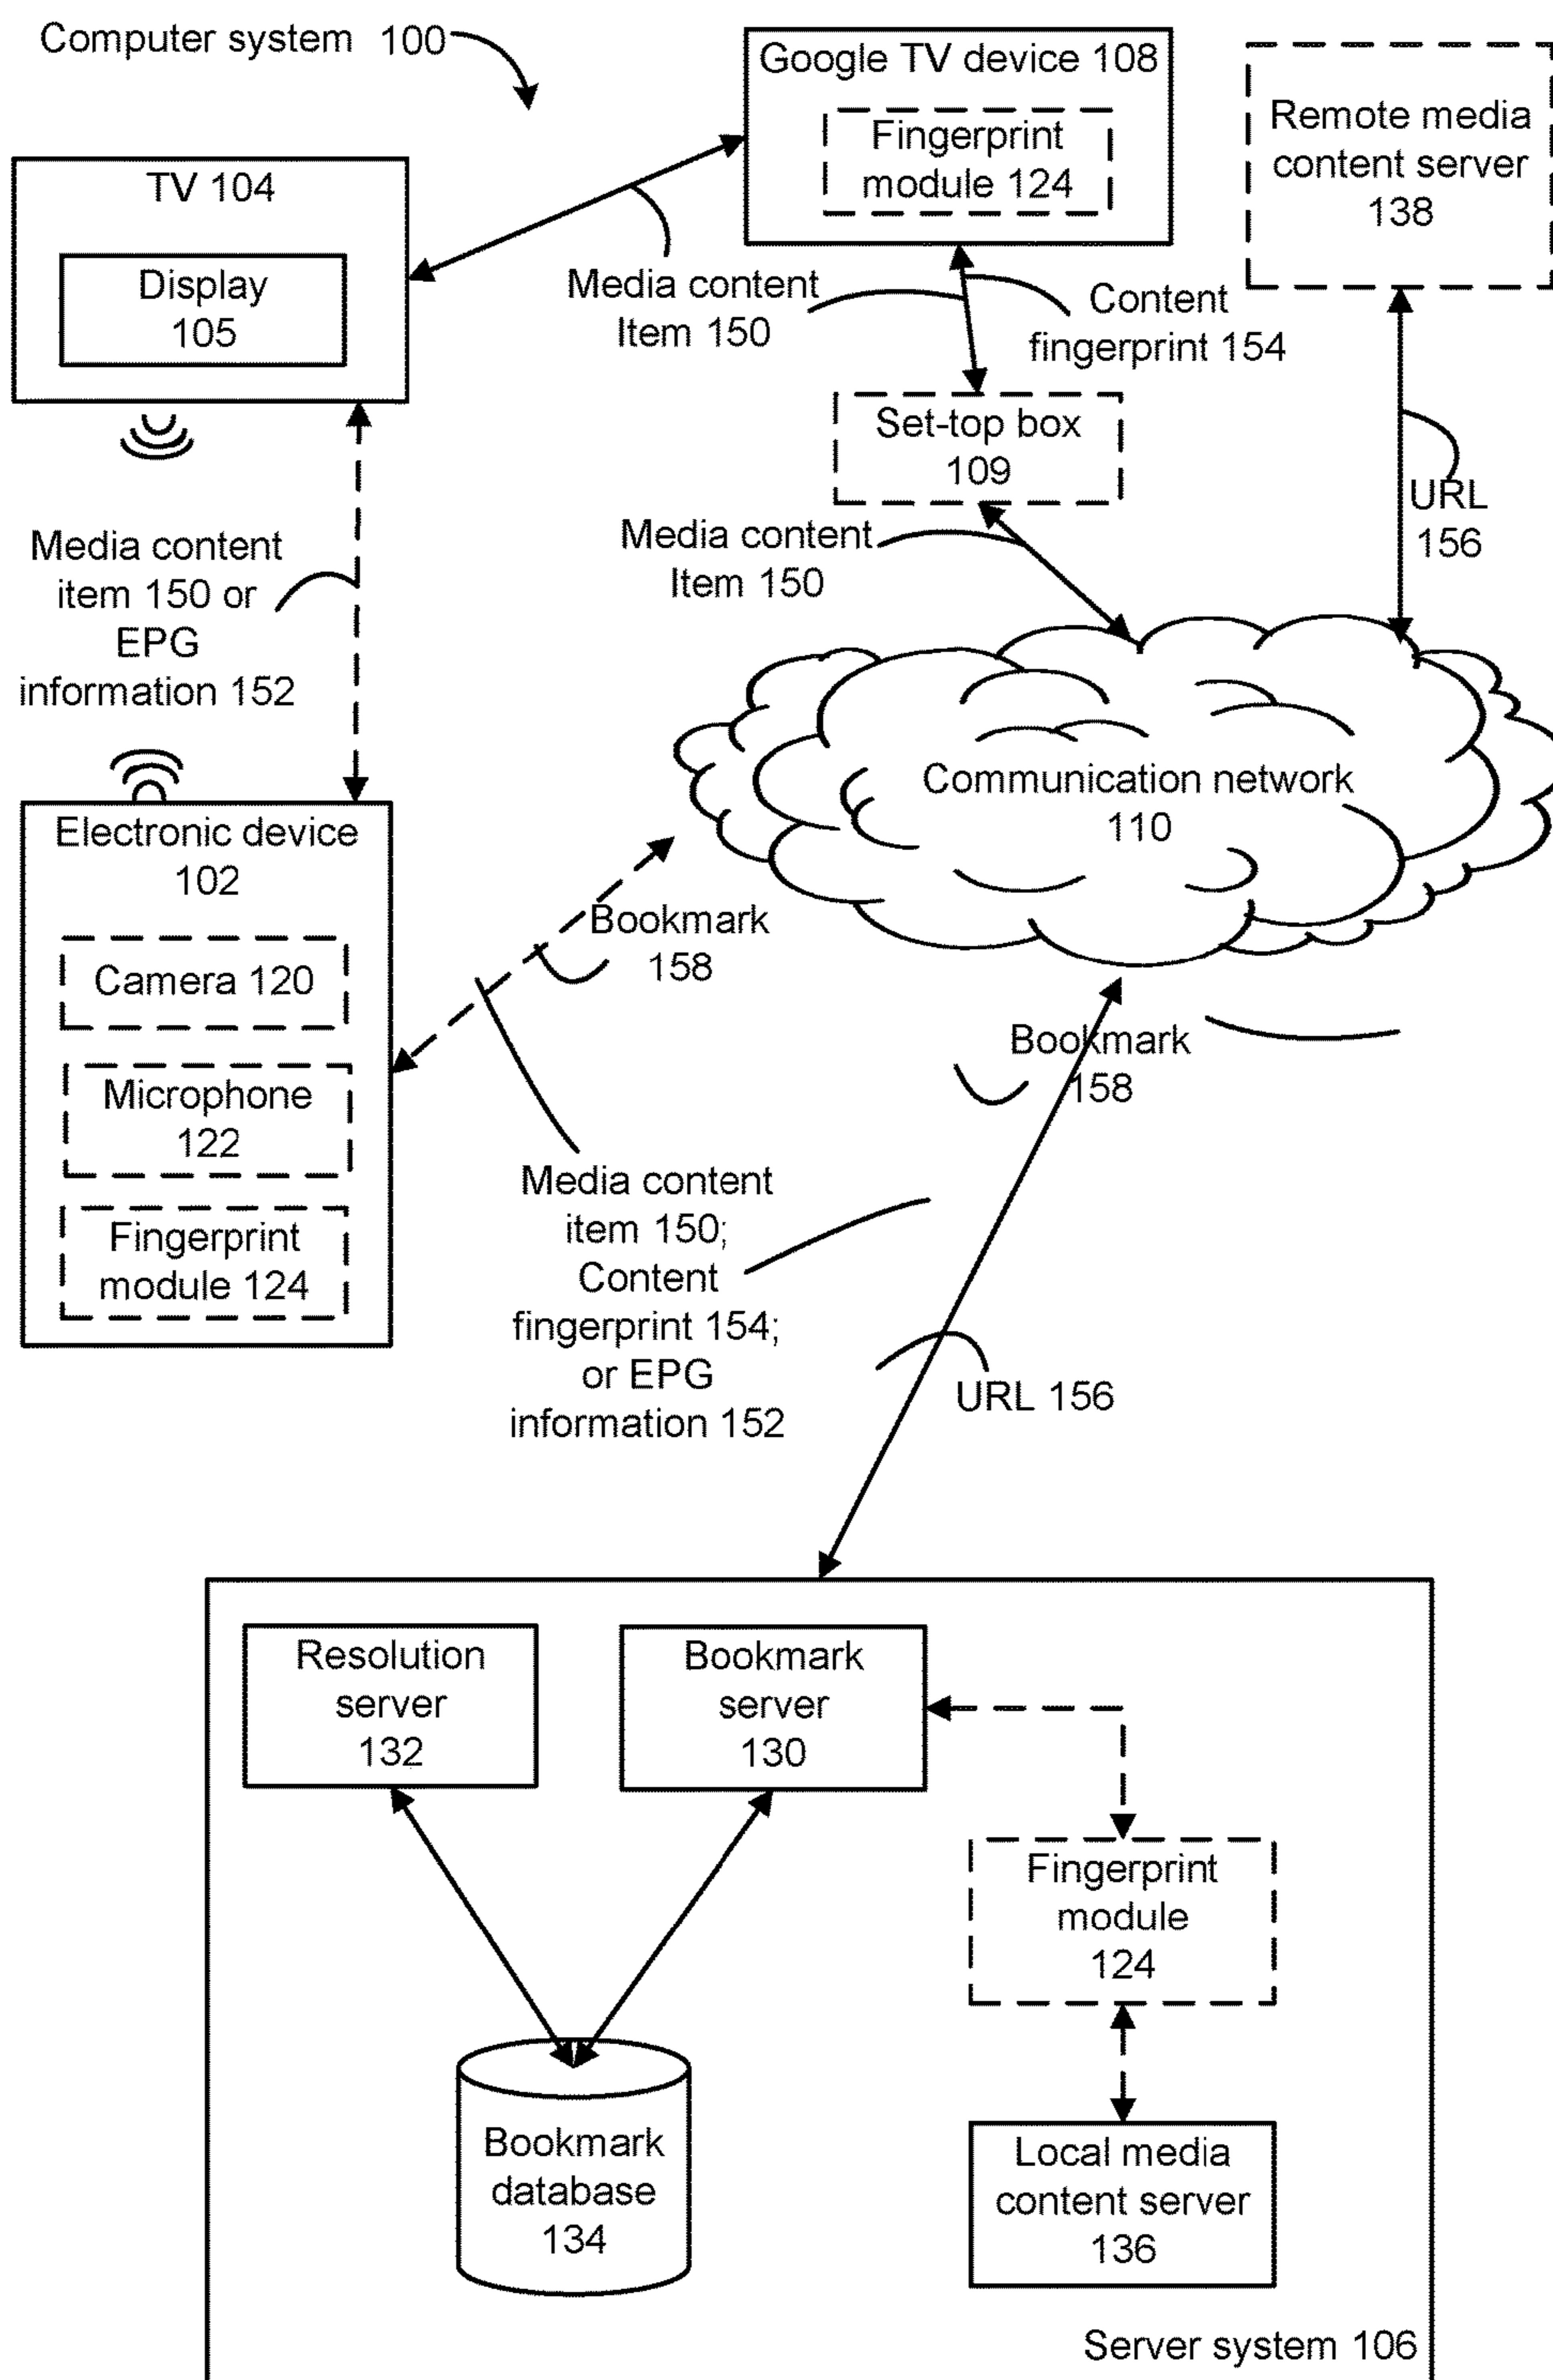 Computer system 100
Google TV device 108
Fingerprint
module 124
Remote media
content server
138
TV 104
Display
105
Media content
Item 150
Content
fingerprint 154
Set-top box
109
URL
156
Media content
Item 150
Media content
item 150 or
EPG
information 152
Communication network
110
Electronic device
102
Camera 120
Microphone
122
Fingerprint
module 124
Bookmark
158
Bookmark
158
Media content
item 150;
Content
fingerprint 154;
or EPG
information 152
URL 156
Resolution
server
132
Bookmark
server
130
Fingerprint
module
124
Bookmark
database
134
Local media
content server
136
Server system 106